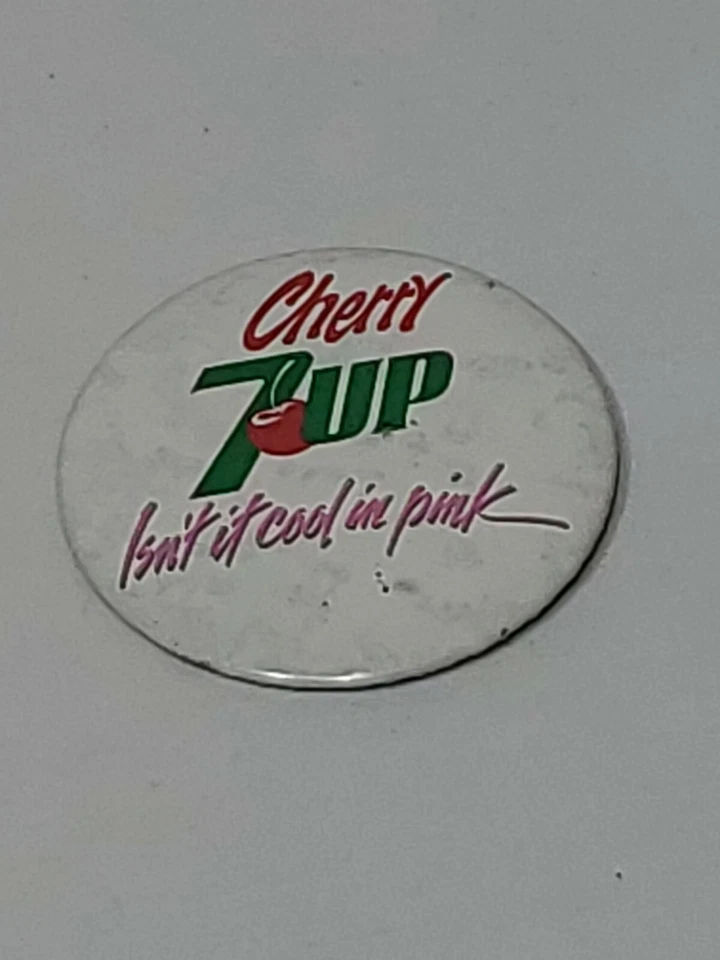 Cherry
7UP
Isn't it cool in pink